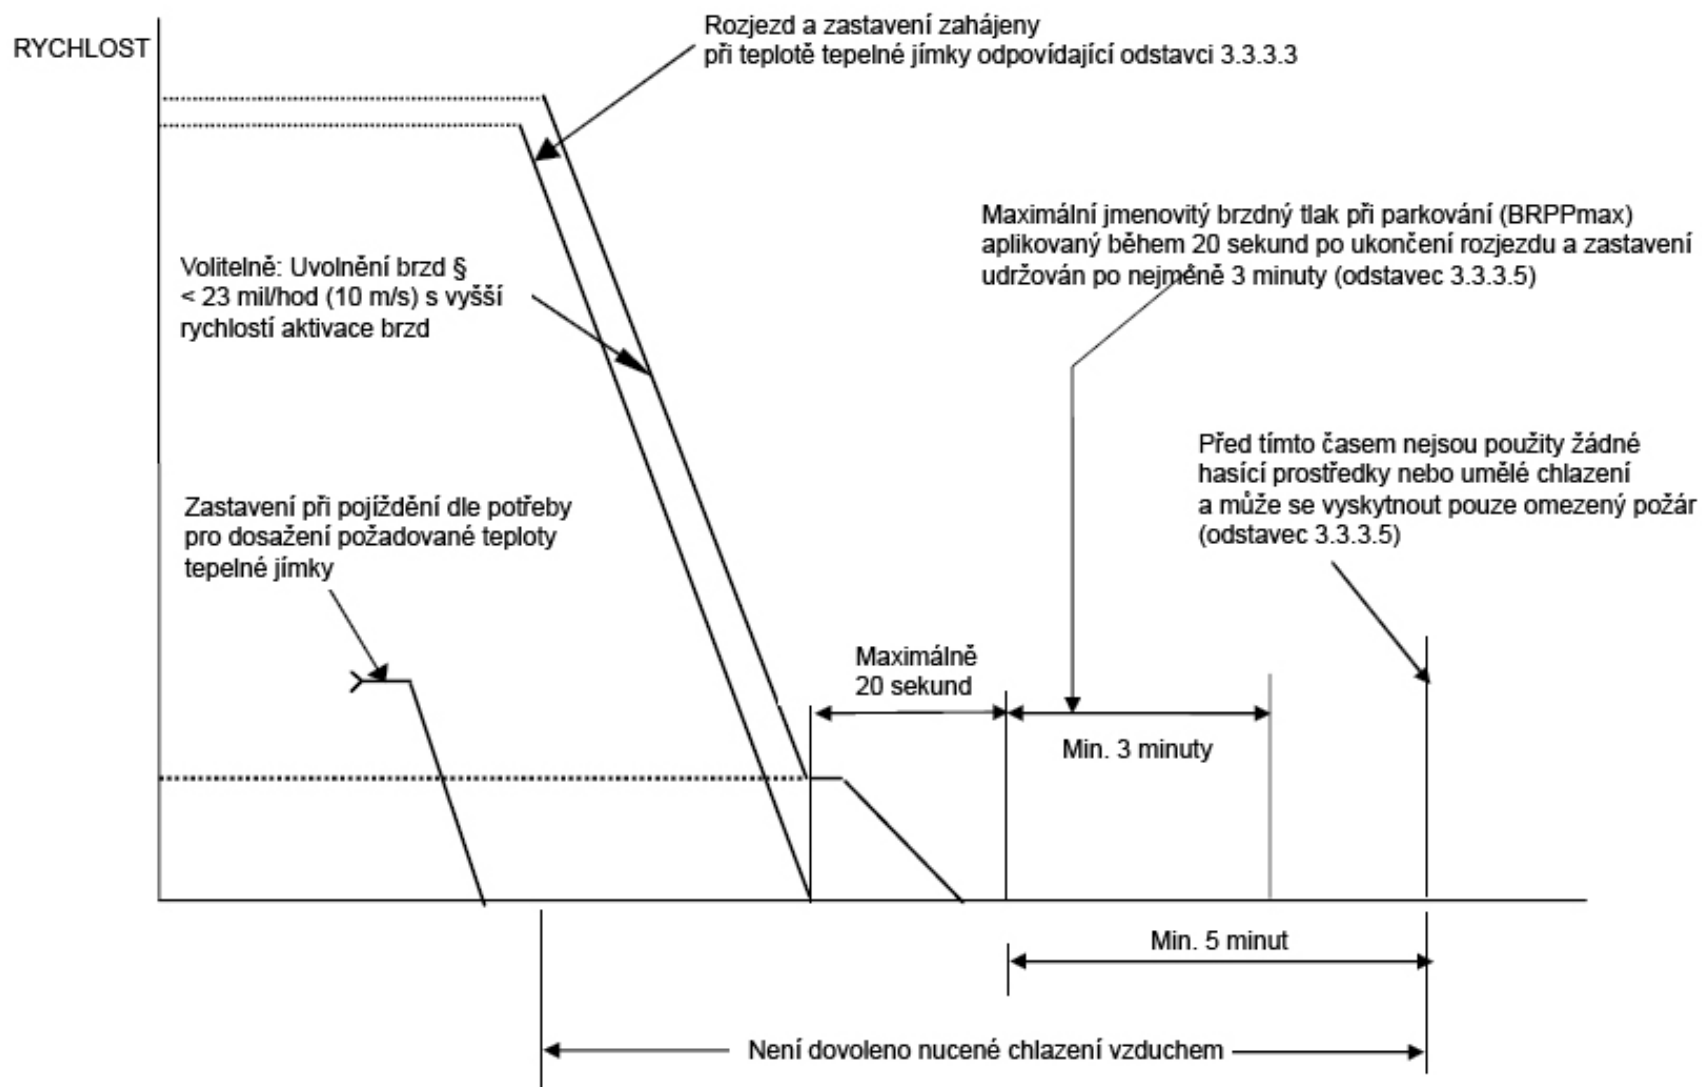 RYCHLOST
Rozjezd a zastavení zahájeny
při teplotě tepelné jímky odpovídající odstavci 3.3.3.3
Maximální jmenovitý brzdný tlak při parkování (BRPPmax)
aplikovaný během 20 sekund po ukončení rozjezdu a zastavení
udržován po nejméně 3 minuty (odstavec 3.3.3.5)
Volitelně: Uvolnění brzd §
< 23 mil/hod (10 m/s) s vyšší
rychlostí aktivace brzd
Před tímto časem nejsou použity žádné
hasící prostředky nebo umělé chlazení
a může se vyskytnout pouze omezený požár
(odstavec 3.3.3.5)
Zastavení při pojíždění dle potřeby
pro dosažení požadované teploty
tepelné jímky
Maximálně
20 sekund
Min. 3 minuty
Min. 5 minut
Není dovoleno nucené chlazení vzduchem